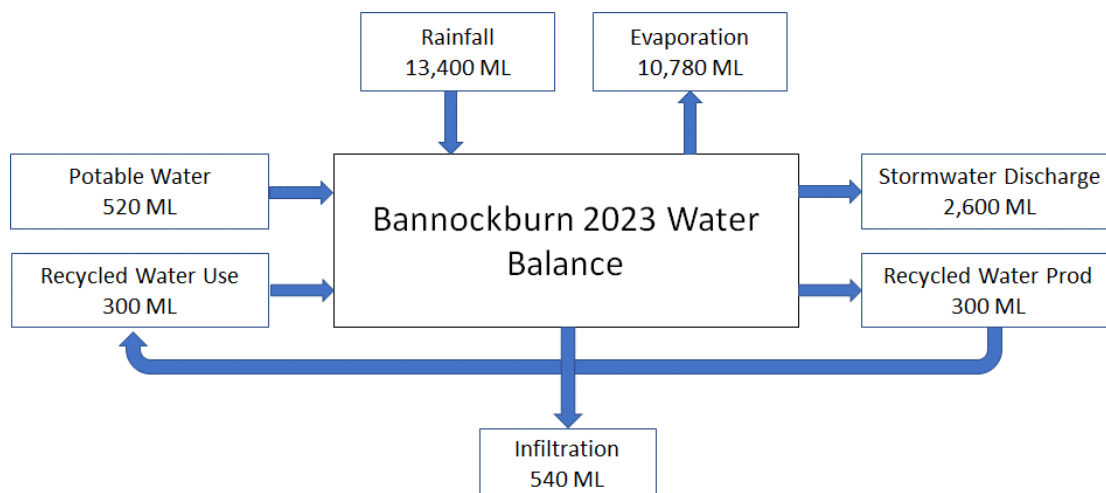 Rainfall
13,400 ML
Evaporation
10,780 ML
Potable Water
520 ML
Bannockburn 2023 Water
Balance
Stormwater Discharge
2,600 ML
Recycled Water Use
300 ML
Recycled Water Prod
300 ML
Infiltration
540 ML